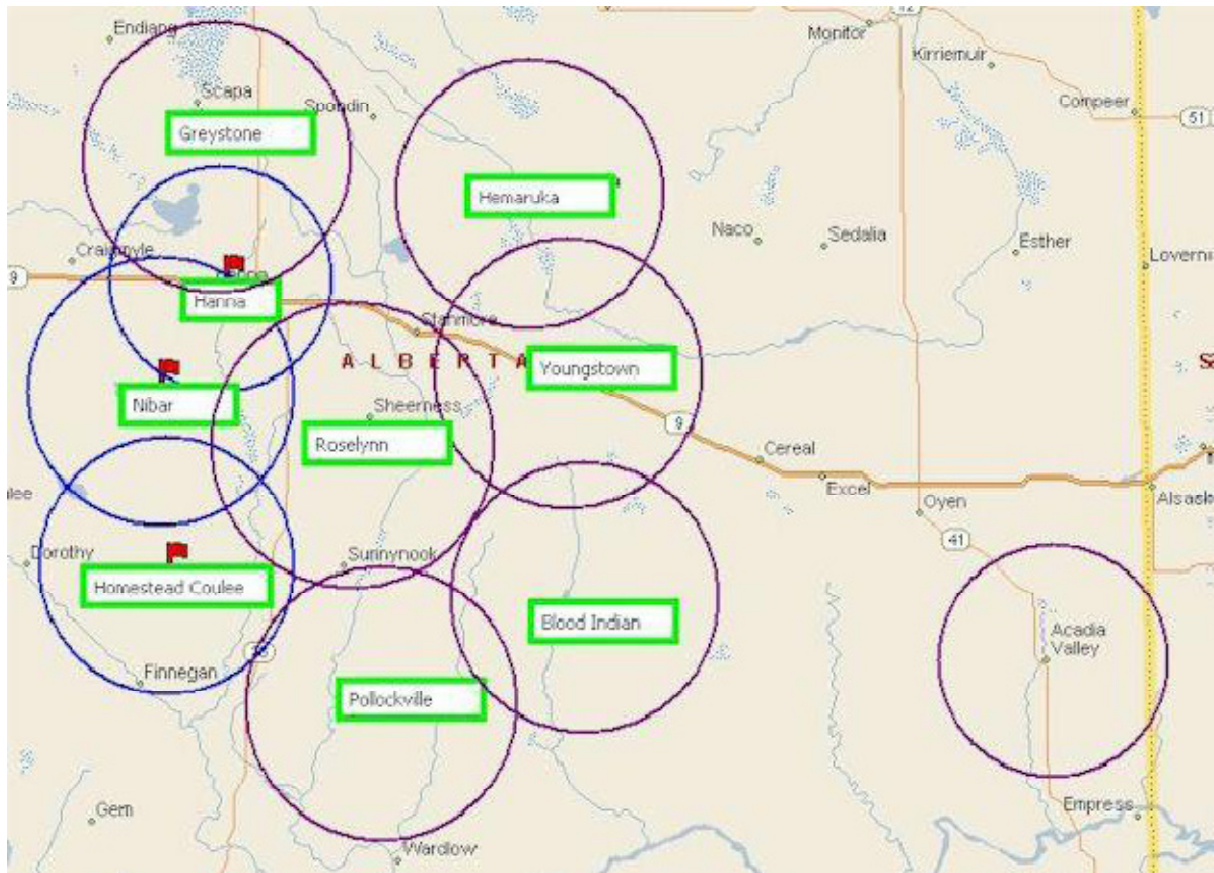 42
Endiang
Monitor
Kirriemuir
Scapa
Spondin
Compeer
51
Greystone
Hemaruka
Naco
Sedalia
Esther
Craigmyle
Loverna
9
Hanna
Stanmore
ALBERTA
Youngstown
Nibar
Sheerness
9
Roselynn
Cereal
Excel
Oyen
Alsask
41
Dorothy
Sunnynook
Homestead Coulee
Blood Indian
Acadia
Valley
Finnegan
Pollockville
Gem
Empress
Wardlow